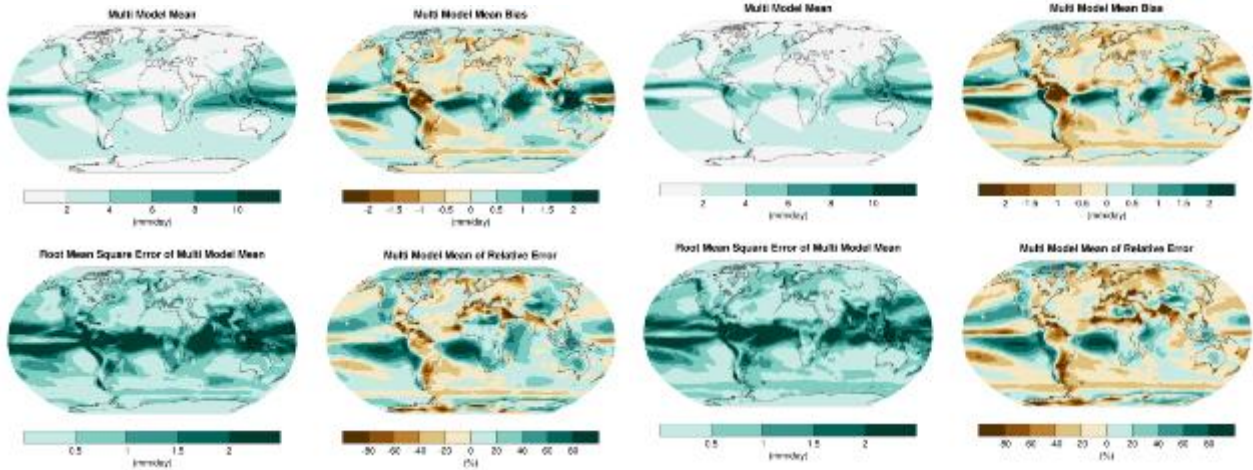 Multi Model Mean
Multi Model Mean Bias
Multi Model Mean
Multi Model Mean Bias
2 4 6 8 10
(mm/day)
-2 -1.5 -1 -0.5 0 0.5 1 1.5 2
(mm/day)
2 4 6 8 10
(mm/day)
-2 -1.5 -1 -0.5 0 0.5 1 1.5 2
(mm/day)
Root Mean Square Error of Multi Model Mean
Multi Model Mean of Relative Error
Root Mean Square Error of Multi Model Mean
Multi Model Mean of Relative Error
0.5 1 1.5 2
(mm/day)
-80 -60 -40 -20 0 20 40 60 80
(%)
0.5 1 1.5 2
(mm/day)
-80 -60 -40 -20 0 20 40 60 80
(%)